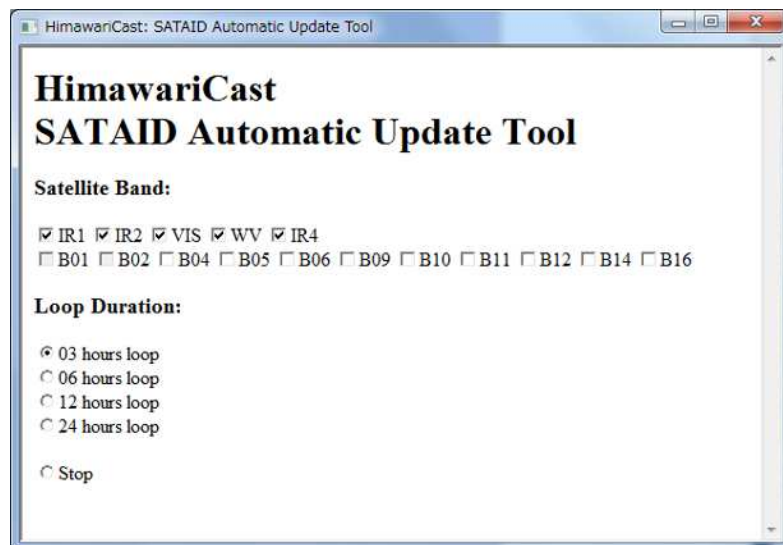 HimawariCast: SATAID Automatic Update Tool
HimawariCast
SATAID Automatic Update Tool
Satellite Band:
IR1 IR2 VIS WV IR4
B01 B02 B04 B05 B06 B09 B10 B11 B12 B14 B16
Loop Duration:
03 hours loop
06 hours loop
12 hours loop
24 hours loop
Stop